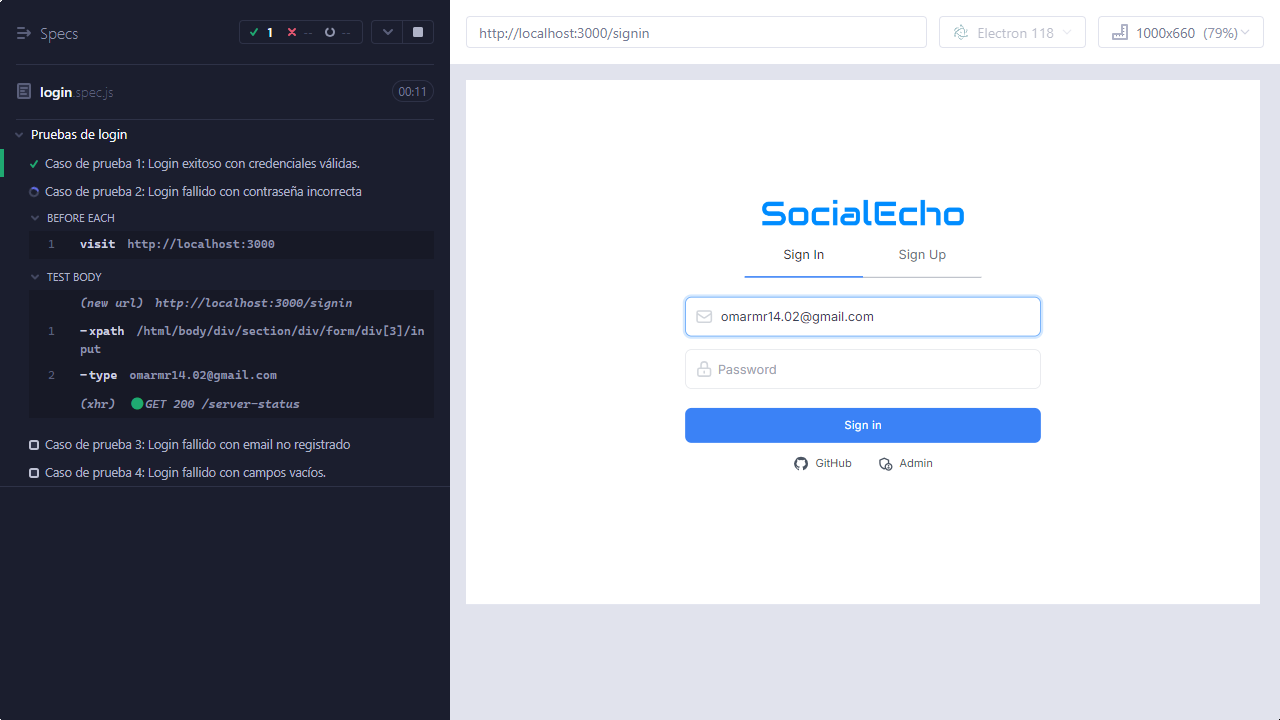 Specs
1 -- --
login.spec.js
00:11
Pruebas de login
Caso de prueba 1: Login exitoso con credenciales válidas.
Caso de prueba 2: Login fallido con contraseña incorrecta
BEFORE EACH
1 visit http://localhost:3000
TEST BODY
(new url) http://localhost:3000/signin
1 -xpath /html/body/div/section/div/form/div[3]/in
put
2 -type omarmr14.02@gmail.com
(xhr) GET 200 /server-status
Caso de prueba 3: Login fallido con email no registrado
Caso de prueba 4: Login fallido con campos vacíos.
http://localhost:3000/signin
Electron 118
1000x660 (79%)
SocialEcho
Sign In
Sign Up
omarmr14.02@gmail.com
Password
Sign in
GitHub
Admin